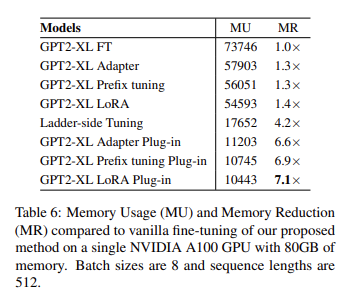 Models MU MR
GPT2-XL FT 73746 1.0×
GPT2-XL Adapter 57903 1.3×
GPT2-XL Prefix tuning 56051 1.3×
GPT2-XL LoRA 54593 1.4×
Ladder-side Tuning 17652 4.2×
GPT2-XL Adapter Plug-in 11203 6.6×
GPT2-XL Prefix tuning Plug-in 10745 6.9×
GPT2-XL LoRA Plug-in 10443 7.1×
Table 6: Memory Usage (MU) and Memory Reduction
(MR) compared to vanilla fine-tuning of our proposed
method on a single NVIDIA A100 GPU with 80GB of
memory. Batch sizes are 8 and sequence lengths are
512.